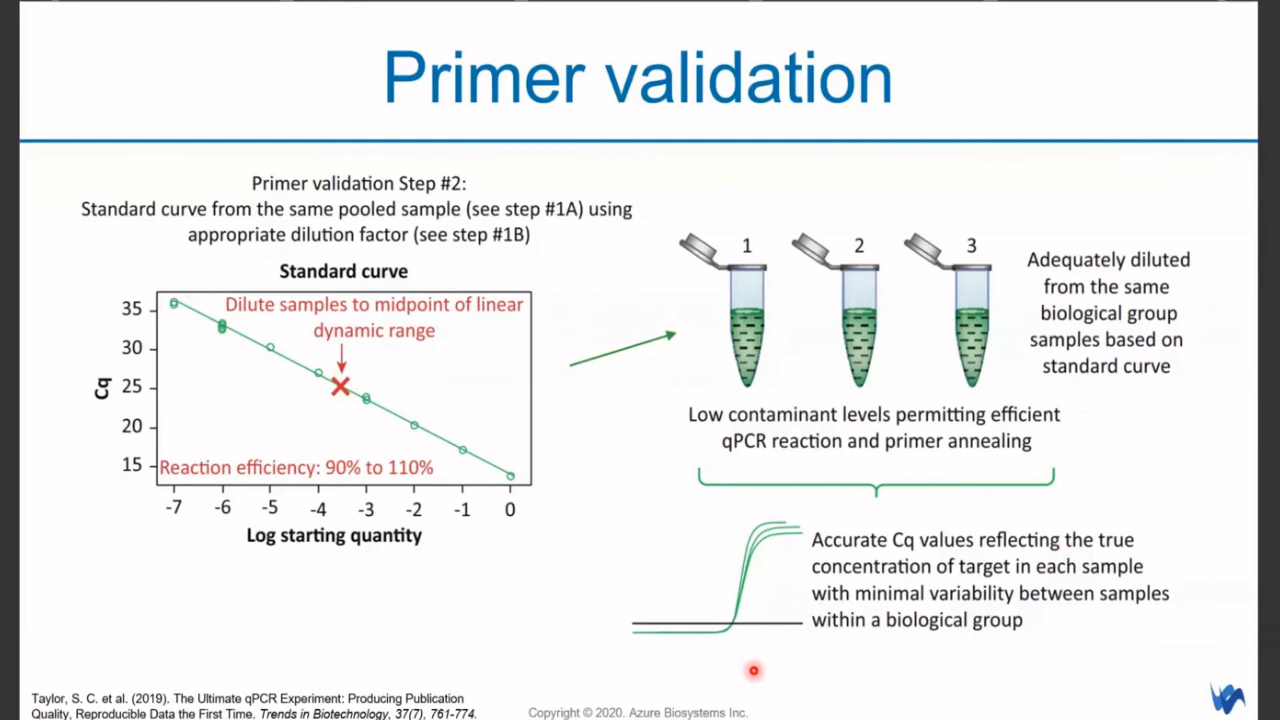 Primer validation
Primer validation Step #2:
Standard curve from the same pooled sample (see step #1A) using
appropriate dilution factor (see step #1B)
Standard curve
Dilute samples to midpoint of linear
dynamic range
35
30
25
20
15
Cq
Reaction efficiency: 90% to 110%
-7 -6 -5 -4 -3 -2 -1 0
Log starting quantity
1 2 3
Adequately diluted
from the same
biological group
samples based on
standard curve
Low contaminant levels permitting efficient
qPCR reaction and primer annealing
Accurate Cq values reflecting the true
concentration of target in each sample
with minimal variability between samples
within a biological group
Taylor, S. C. et al. (2019). The Ultimate qPCR Experiment: Producing Publication
Quality, Reproducible Data the First Time. Trends in Biotechnology, 37(7), 761-774.
Copyright © 2020. Azure Biosystems Inc.